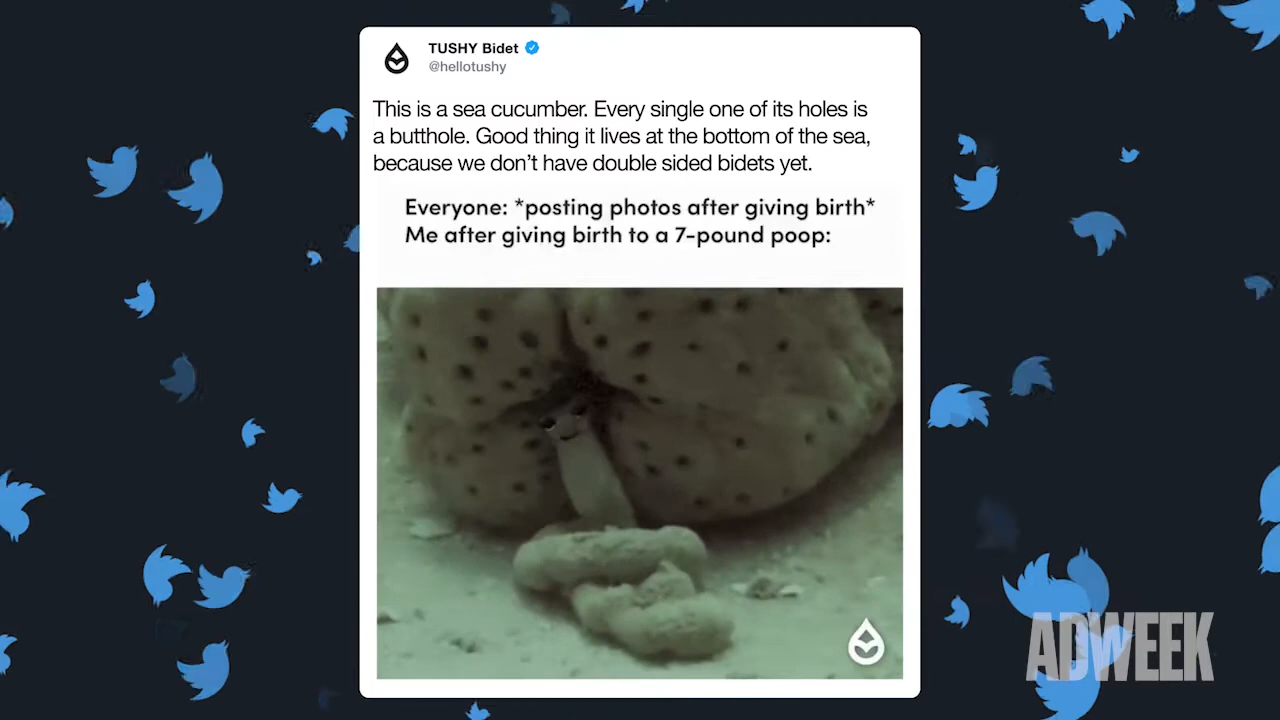 TUSHY Bidet
@hellotushy
This is a sea cucumber. Every single one of its holes is
a butthole. Good thing it lives at the bottom of the sea,
because we don't have double sided bidets yet.
Everyone: *posting photos after giving birth*
Me after giving birth to a 7-pound poop:
ADWEEK